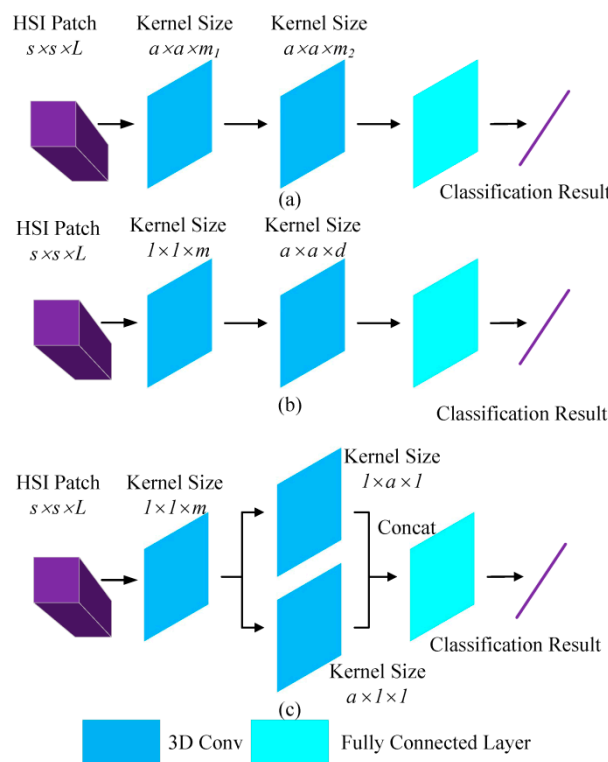 HSI Patch
s×s×L
Kernel Size
a×a×m₁
Kernel Size
a×a×m₂
Classification Result
(a)
HSI Patch
s×s×L
Kernel Size
1×1×m
Kernel Size
a×a×d
Classification Result
(b)
HSI Patch
s×s×L
Kernel Size
1×1×m
Kernel Size
1×a×1
Concat
Kernel Size
a×1×1
Classification Result
(c)
3D Conv
Fully Connected Layer